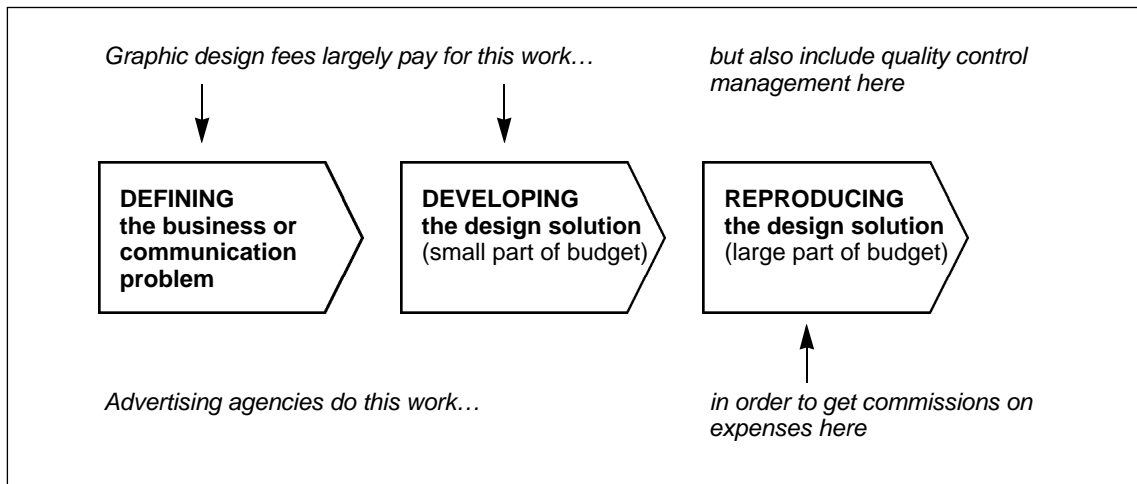 Graphic design fees largely pay for this work…
but also include quality control
management here
DEFINING
the business or
communication
problem
DEVELOPING
the design solution
(small part of budget)
REPRODUCING
the design solution
(large part of budget)
Advertising agencies do this work…
in order to get commissions on
expenses here